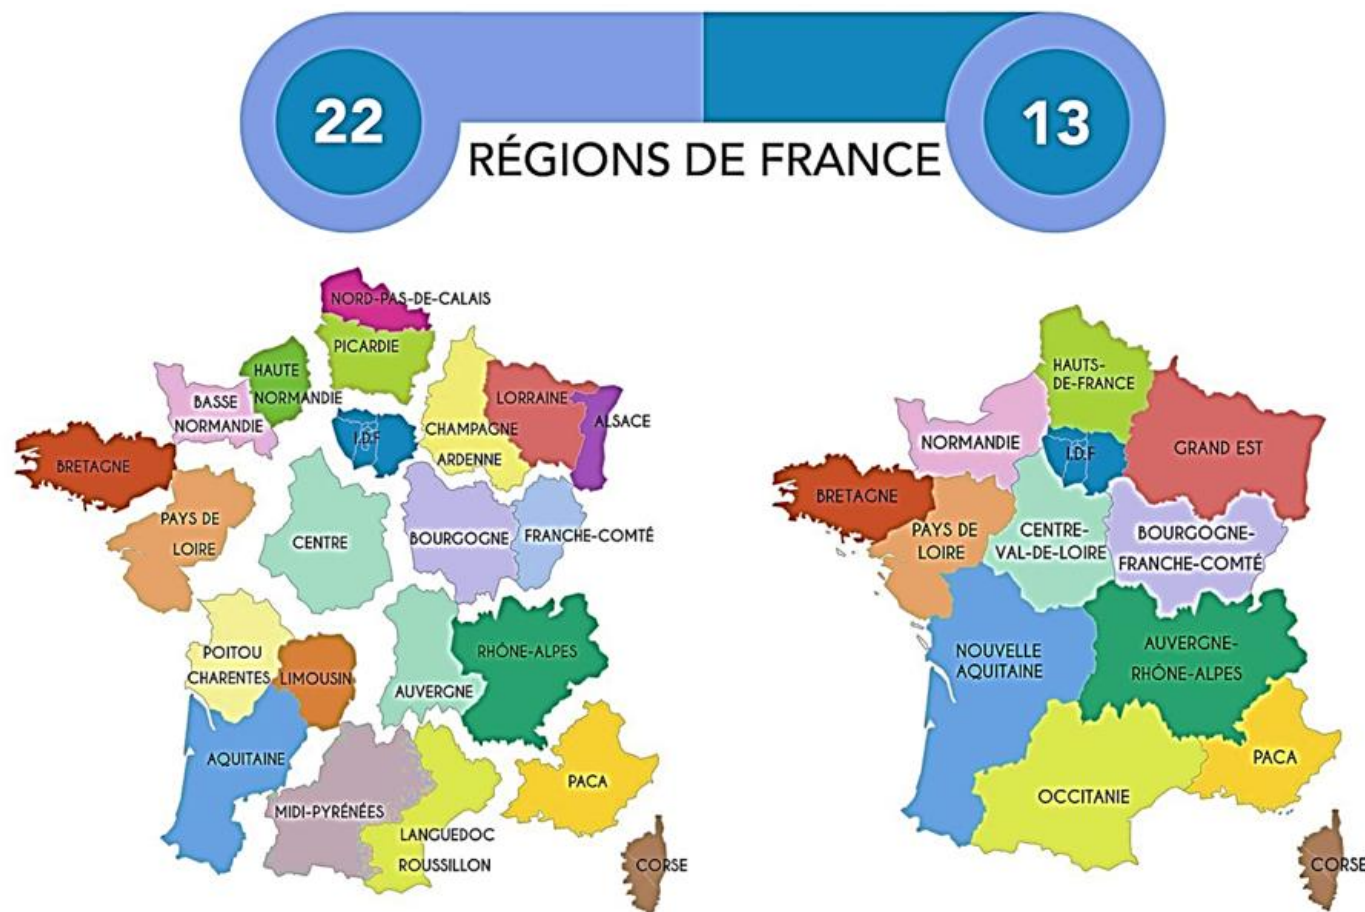 22
13
RÉGIONS DE FRANCE
NORD-PAS-DE-CALAIS
PICARDIE
HAUTE
NORMANDIE
BASSE
NORMANDIE
LORRAINE
ALSACE
CHAMPAGNE
ARDENNE
I.D.F
BRETAGNE
PAYS DE
LOIRE
CENTRE
BOURGOGNE
FRANCHE-COMTÉ
POITOU
CHARENTES
LIMOUSIN
AUVERGNE
RHÔNE-ALPES
AQUITAINE
MIDI-PYRÉNÉES
LANGUEDOC
ROUSSILLON
PACA
CORSE
HAUTS-
DE-FRANCE
NORMANDIE
I.D.F
GRAND EST
BRETAGNE
PAYS DE
LOIRE
CENTRE-
VAL-DE-LOIRE
BOURGOGNE-
FRANCHE-COMTÉ
NOUVELLE
AQUITAINE
AUVERGNE-
RHÔNE-ALPES
OCCITANIE
PACA
CORSE